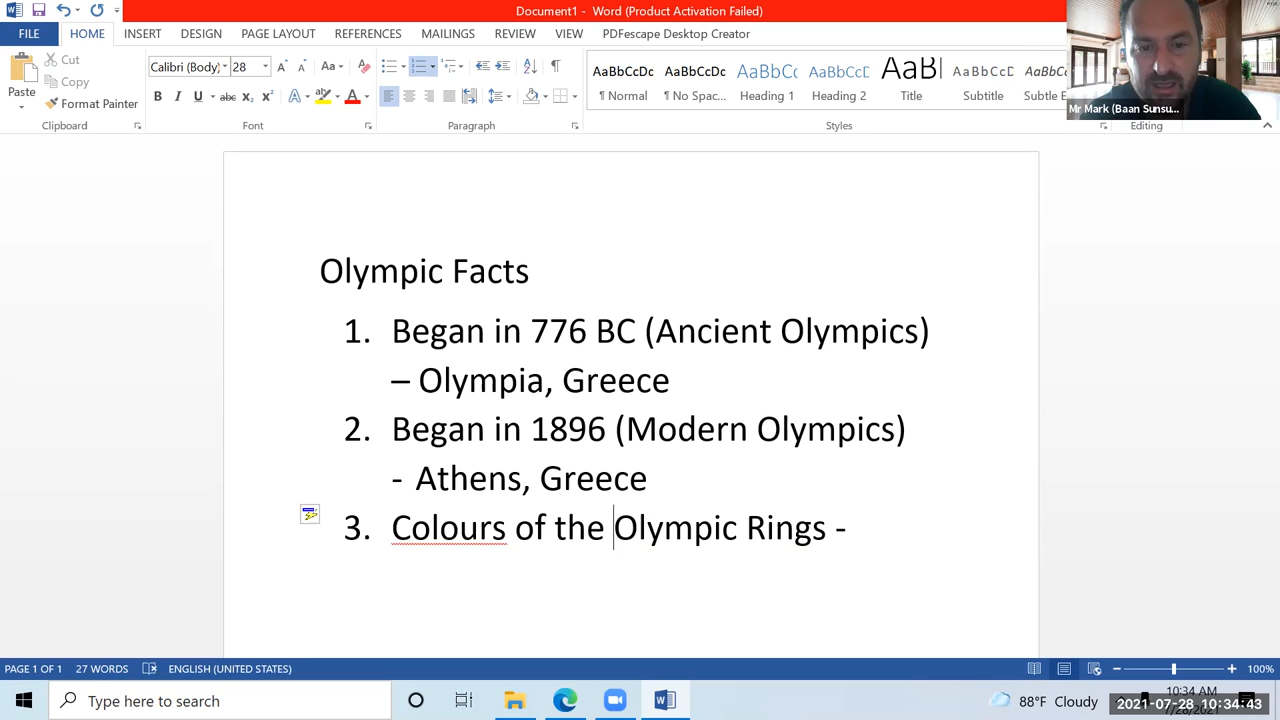 Document1 - Word (Product Activation Failed)
FILE HOME INSERT DESIGN PAGE LAYOUT REFERENCES MAILINGS REVIEW VIEW PDFescape Desktop Creator
Paste
Cut
Copy
Format Painter
Clipboard
Calibri (Body) 28
Font
Paragraph
AaBbCcDc AaBbCcDc AaBbCc AaBbCcD AaB AaBbCcD AaBbCc
¶ Normal ¶ No Spac... Heading 1 Heading 2 Title Subtitle Subtle E
Styles
Editing
Mr Mark (Baan Sunsu...
Olympic Facts
1. Began in 776 BC (Ancient Olympics)
– Olympia, Greece
2. Began in 1896 (Modern Olympics)
- Athens, Greece
3. Colours of the Olympic Rings -
PAGE 1 OF 1 27 WORDS ENGLISH (UNITED STATES) 100%
Type here to search
88°F Cloudy
10:34 AM
2021-07-28 10:34:43